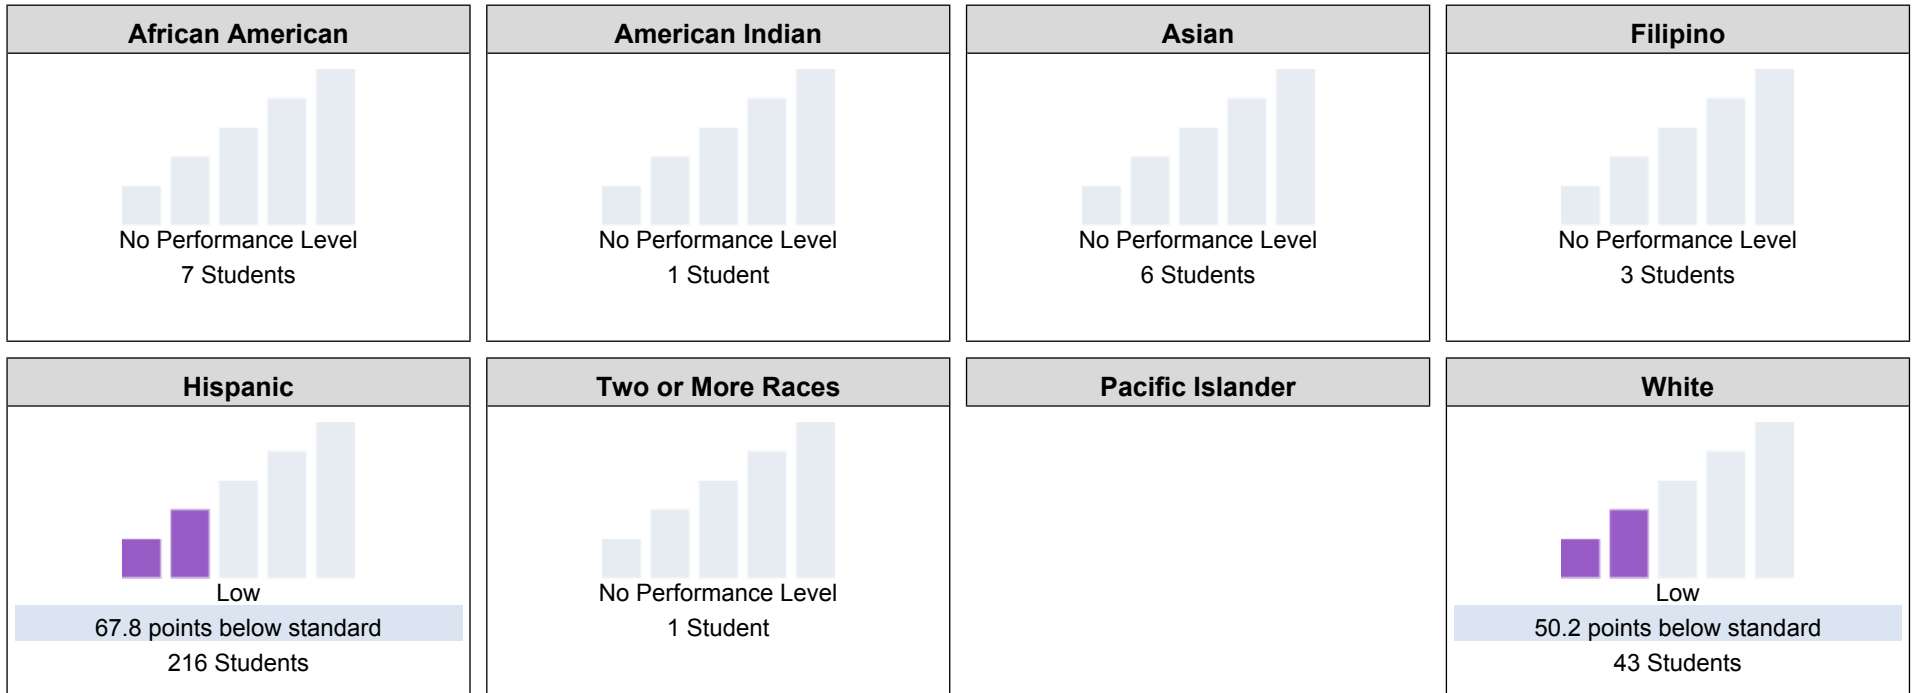 African American
No Performance Level
7 Students
American Indian
No Performance Level
1 Student
Asian
No Performance Level
6 Students
Filipino
No Performance Level
3 Students
Hispanic
Low
67.8 points below standard
216 Students
Two or More Races
No Performance Level
1 Student
Pacific Islander
White
Low
50.2 points below standard
43 Students